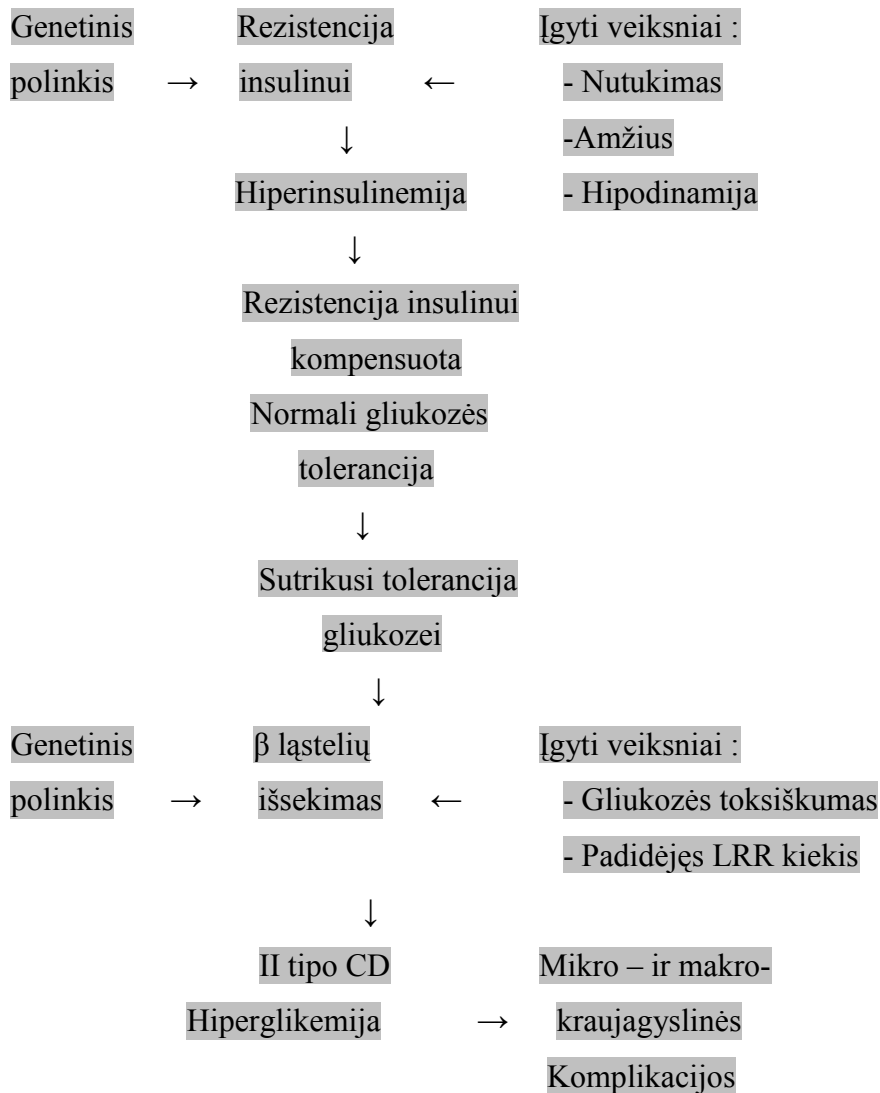 Genetinis Rezistencija Įgyti veiksniai :
polinkis → insulinui ← - Nutukimas
↓ -Amžius
Hiperinsulinemija - Hipodinamija
↓
Rezistencija insulinui
kompensuota
Normali gliukozės
tolerancija
↓
Sutrikusi tolerancija
gliukozei
↓
Genetinis β ląstelių Įgyti veiksniai :
polinkis → išsekimas ← - Gliukozės toksiškumas
- Padidėjęs LRR kiekis
↓
II tipo CD Mikro – ir makro-
Hiperglikemija → kraujagyslinės
Komplikacijos